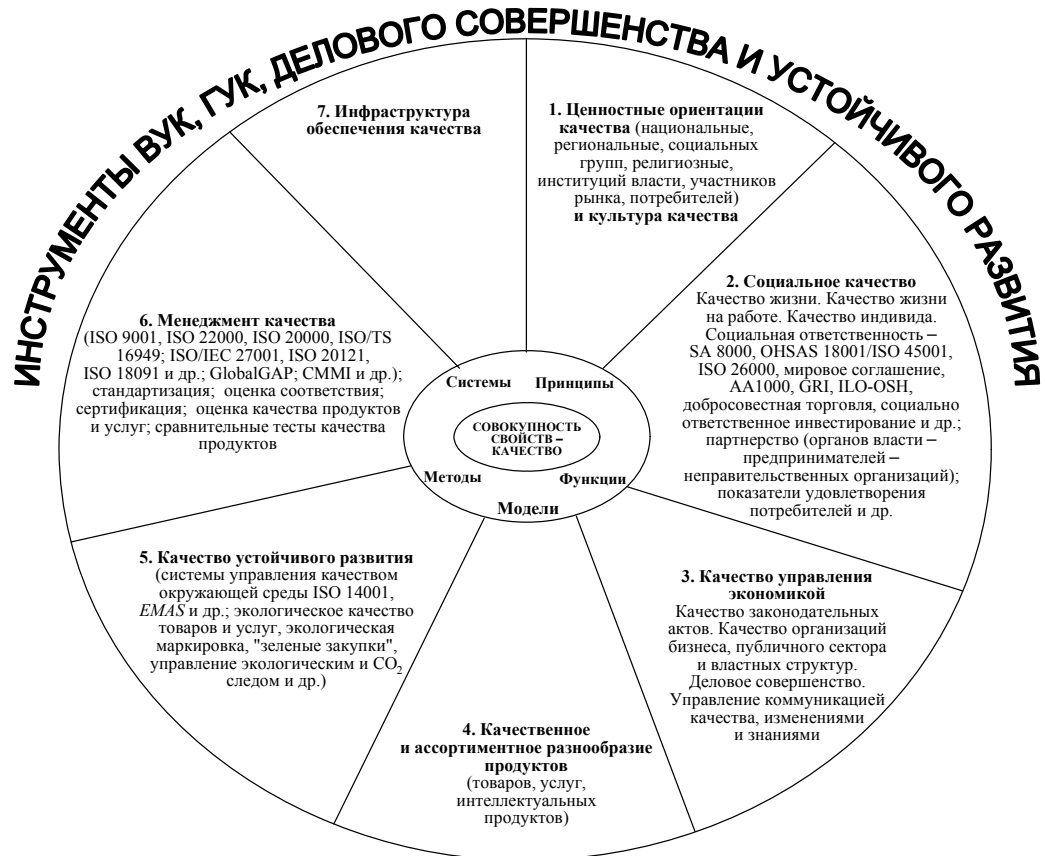 ИНСТРУМЕНТЫ ВУК, ГУК, ДЕЛОВОГО СОВЕРШЕНСТВА И УСТОЙЧИВОГО РАЗВИТИЯ
7. Инфраструктура
обеспечения качества
1. Ценностные ориентации
качества (национальные,
региональные, социальных
групп, религиозные,
институций власти, участников
рынка, потребителей)
и культура качества
2. Социальное качество
Качество жизни. Качество жизни
на работе. Качество индивида.
Социальная ответственность –
SA 8000, OHSAS 18001/ISO 45001,
ISO 26000, мировое соглашение,
AA1000, GRI, ILO-OSH,
добросовестная торговля, социально
ответственное инвестирование и др.;
партнерство (органов власти –
предпринимателей –
неправительственных организаций);
показатели удовлетворения
потребителей и др.
6. Менеджмент качества
(ISO 9001, ISO 22000, ISO 20000, ISO/TS
16949; ISO/IEC 27001, ISO 20121,
ISO 18091 и др.; GlobalGAP; CMMI и др.);
стандартизация; оценка соответствия;
сертификация; оценка качества продуктов
и услуг; сравнительные тесты качества
продуктов
Системы Принципы
СОВОКУПНОСТЬ
СВОЙСТВ –
КАЧЕСТВО
Методы Функции
Модели
5. Качество устойчивого развития
(системы управления качеством
окружающей среды ISO 14001,
EMAS и др.; экологическое качество
товаров и услуг, экологическая
маркировка, "зеленые закупки",
управление экологическим и CO2
следом и др.)
3. Качество управления
экономикой
Качество законодательных
актов. Качество организаций
бизнеса, публичного сектора
и властных структур.
Деловое совершенство.
Управление коммуникацией
качества, изменениями
и знаниями
4. Качественное
и ассортиментное разнообразие
продуктов
(товаров, услуг,
интеллектуальных
продуктов)